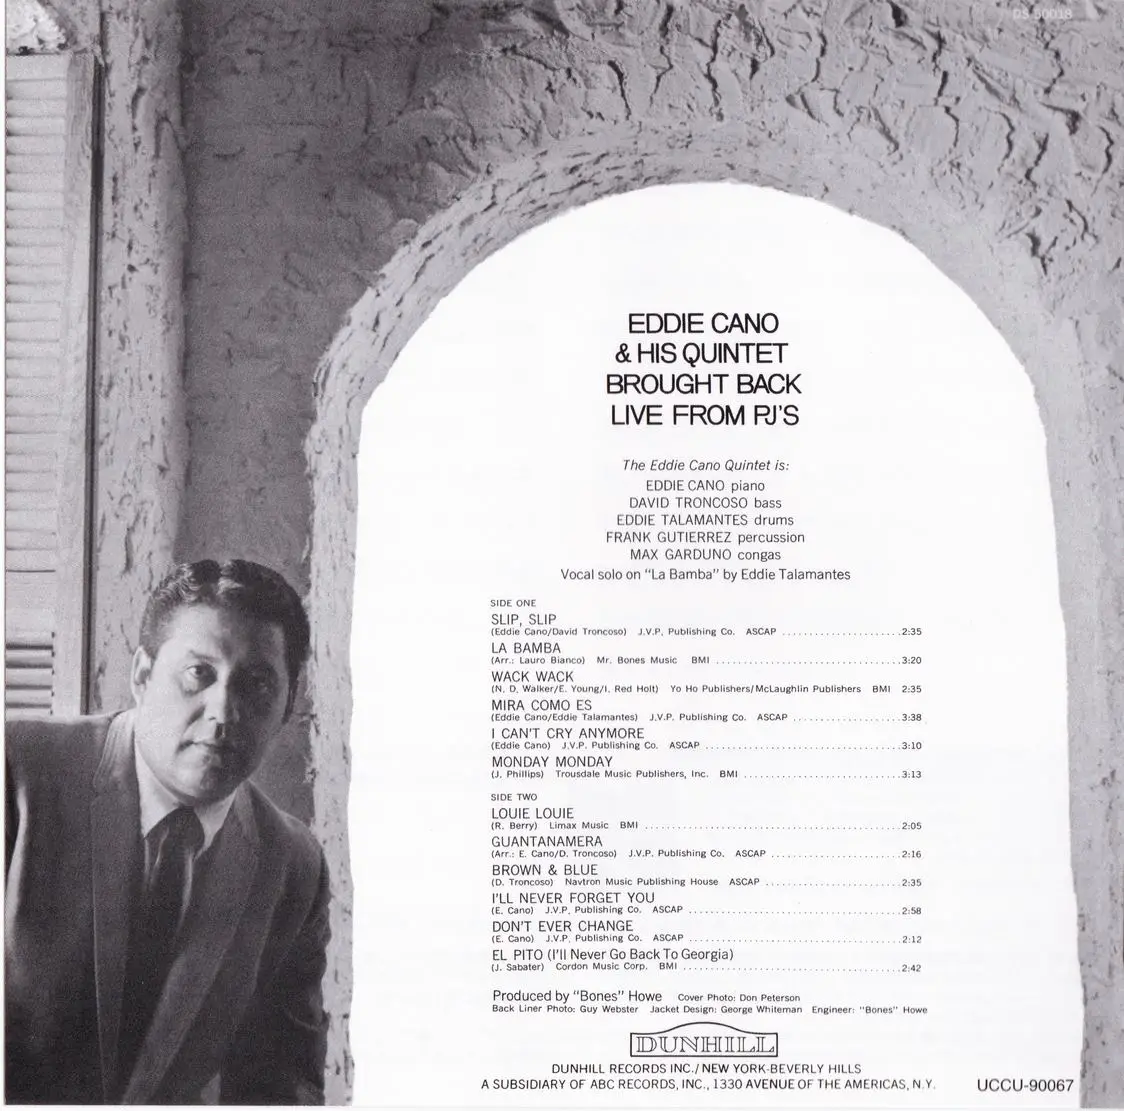 DS 50018
EDDIE CANO
& HIS QUINTET
BROUGHT BACK
LIVE FROM PJ'S
The Eddie Cano Quintet is:
EDDIE CANO piano
DAVID TRONCOSO bass
EDDIE TALAMANTES drums
FRANK GUTIERREZ percussion
MAX GARDUNO congas
Vocal solo on "La Bamba" by Eddie Talamantes
SIDE ONE
SLIP, SLIP
(Eddie Cano/David Troncoso) J.V.P. Publishing Co. ASCAP ......................2:35
LA BAMBA
(Arr.: Lauro Bianco) Mr. Bones Music BMI ..................................3:20
WACK WACK
(N. D. Walker/E. Young/I. Red Holt) Yo Ho Publishers/McLaughlin Publishers BMI 2:35
MIRA COMO ES
(Eddie Cano/Eddie Talamantes) J.V.P. Publishing Co. ASCAP ....................3:38
I CAN'T CRY ANYMORE
(Eddie Cano) J.V.P. Publishing Co. ASCAP ....................................3:10
MONDAY MONDAY
(J. Phillips) Trousdale Music Publishers, Inc. BMI .............................3:13
SIDE TWO
LOUIE LOUIE
(R. Berry) Limax Music BMI ...............................................2:05
GUANTANAMERA
(Arr.: E. Cano/D. Troncoso) J.V.P. Publishing Co. ASCAP ........................2:16
BROWN & BLUE
(D. Troncoso) Navtron Music Publishing House ASCAP .........................2:35
I'LL NEVER FORGET YOU
(E. Cano) J.V.P. Publishing Co. ASCAP .......................................2:58
DON'T EVER CHANGE
(E. Cano) J.V.P. Publishing Co. ASCAP .......................................2:12
EL PITO (I'll Never Go Back To Georgia)
(J. Sabater) Cordon Music Corp. BMI ........................................2:42
Produced by "Bones" Howe Cover Photo: Don Peterson
Back Liner Photo: Guy Webster Jacket Design: George Whiteman Engineer: "Bones" Howe
DUNHILL
DUNHILL RECORDS INC./NEW YORK-BEVERLY HILLS
A SUBSIDIARY OF ABC RECORDS, INC., 1330 AVENUE OF THE AMERICAS, N.Y.
UCCU-90067